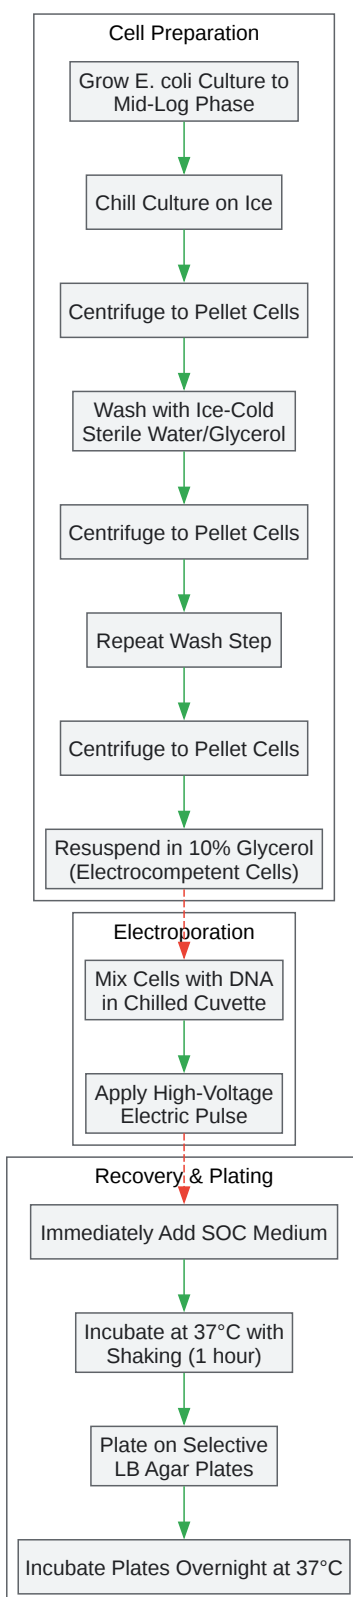 Cell Preparation
Grow E. coli Culture to
Mid-Log Phase
Chill Culture on Ice
Centrifuge to Pellet Cells
Wash with Ice-Cold
Sterile Water/Glycerol
Centrifuge to Pellet Cells
Repeat Wash Step
Centrifuge to Pellet Cells
Resuspend in 10% Glycerol
(Electrocompetent Cells)
Electroporation
Mix Cells with DNA
in Chilled Cuvette
Apply High-Voltage
Electric Pulse
Recovery & Plating
Immediately Add SOC Medium
Incubate at 37°C with
Shaking (1 hour)
Plate on Selective
LB Agar Plates
Incubate Plates Overnight at 37°C